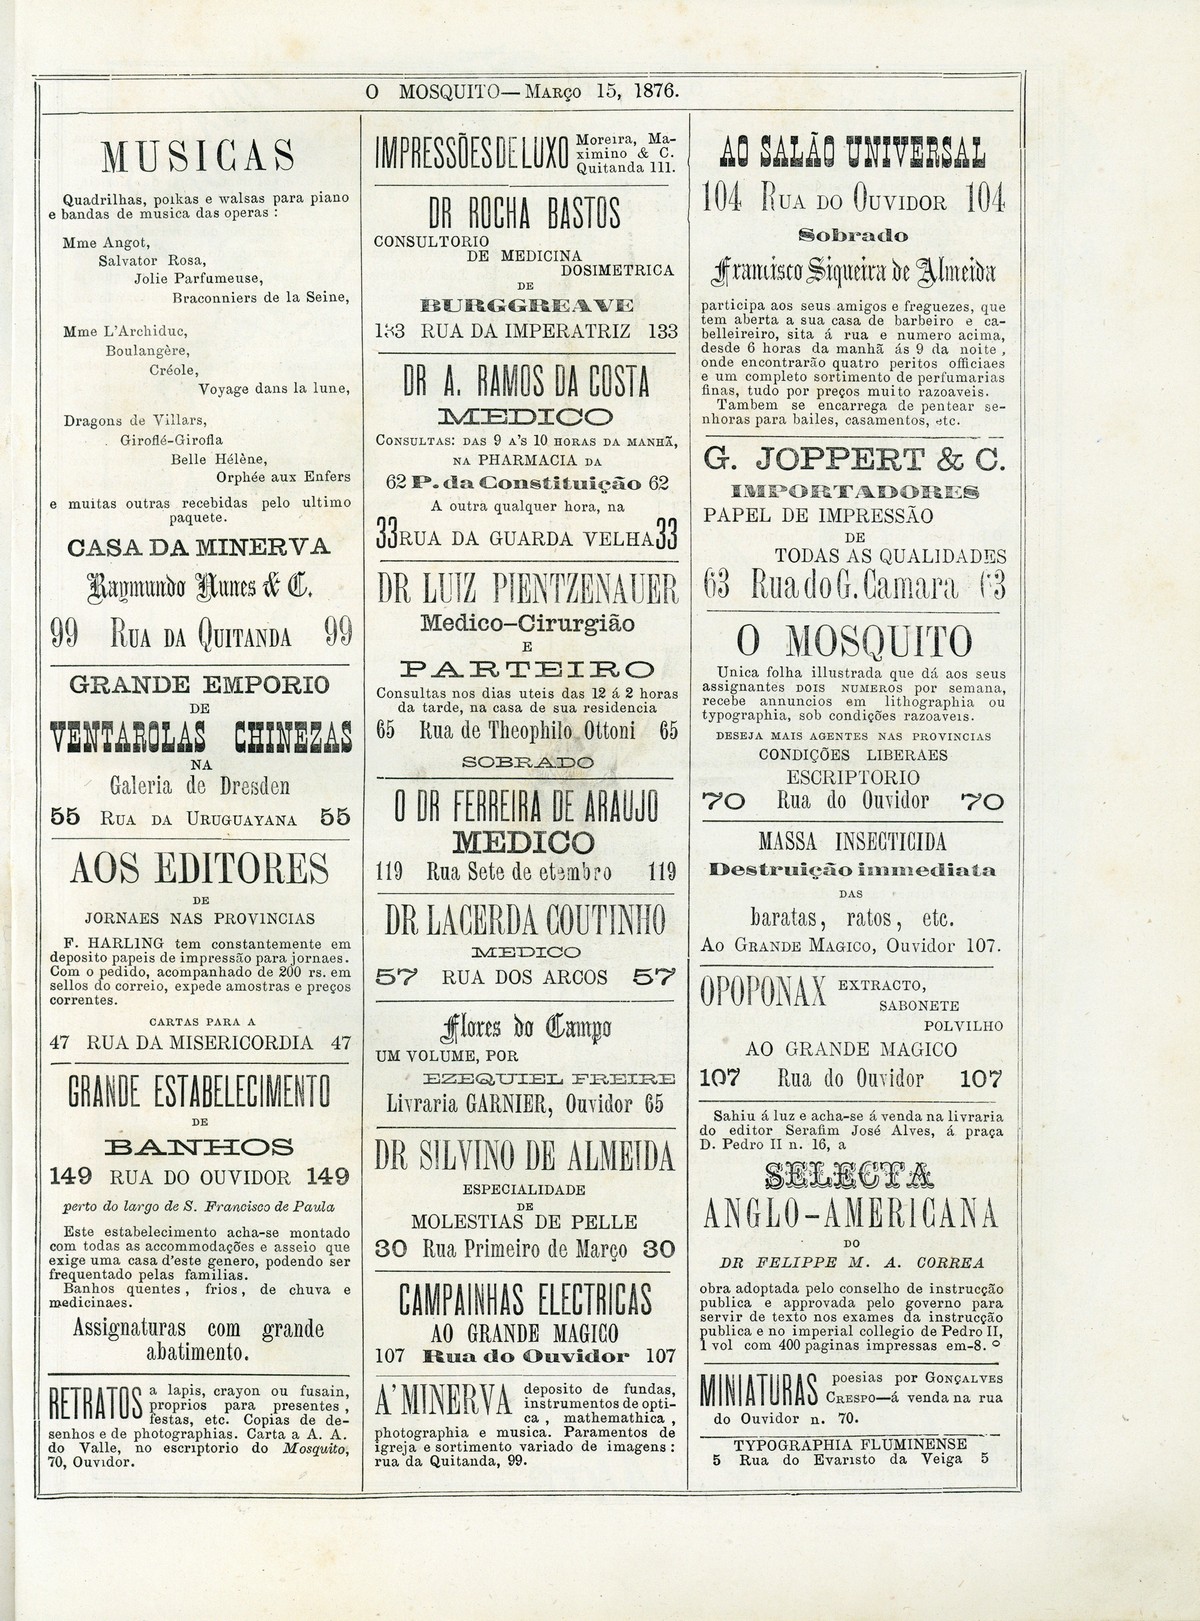 O MOSQUITO—Março 15, 1876.
MUSICAS
Quadrilhas, polkas e walsas para piano
e bandas de musica das operas :
Mme Angot,
Salvator Rosa,
Jolie Parfumeuse,
Braconniers de la Seine,
Mme L'Archiduc,
Boulangère,
Créole,
Voyage dans la lune,
Dragons de Villars,
Giroflé-Girofla
Belle Hélène,
Orphée aux Enfers
e muitas outras recebidas pelo ultimo
paquete.
CASA DA MINERVA
Raymundo Nunes & C.
99 Rua da Quitanda 99
GRANDE EMPORIO
DE
VENTAROLAS CHINEZAS
NA
Galeria de Dresden
55 Rua da Uruguayana 55
AOS EDITORES
DE
JORNAES NAS PROVINCIAS
F. HARLING tem constantemente em
deposito papeis de impressão para jornaes.
Com o pedido, acompanhado de 200 rs. em
sellos do correio, expede amostras e preços
correntes.
CARTAS PARA A
47 RUA DA MISERICORDIA 47
GRANDE ESTABELECIMENTO
DE
BANHOS
149 RUA DO OUVIDOR 149
perto do largo de S. Francisco de Paula
Este estabelecimento acha-se montado
com todas as accommodações e asseio que
exige uma casa d'este genero, podendo ser
frequentado pelas familias.
Banhos quentes , frios , de chuva e
medicinaes.
Assignaturas com grande
abatimento.
RETRATOS a lapis, crayon ou fusain,
proprios para presentes ,
festas, etc. Copias de de-
senhos e de photographias. Carta a A. A.
do Valle, no escriptorio do Mosquito,
70, Ouvidor.
IMPRESSÕES DE LUXO Moreira, Ma-
ximino & C.
Quitanda 111.
DR ROCHA BASTOS
CONSULTORIO
DE MEDICINA
DOSIMETRICA
DE
BURGGREAVE
133 RUA DA IMPERATRIZ 133
DR A. RAMOS DA COSTA
MEDICO
Consultas: das 9 a's 10 horas da manhã,
na PHARMACIA da
62 P. da Constituição 62
A outra qualquer hora, na
33 RUA DA GUARDA VELHA 33
DR LUIZ PIENTZENAUER
Medico-Cirurgião
E
PARTEIRO
Consultas nos dias uteis das 12 á 2 horas
da tarde, na casa de sua residencia
65 Rua de Theophilo Ottoni 65
SOBRADO
O DR FERREIRA DE ARAUJO
MEDICO
119 Rua Sete de etembro 119
DR LACERDA COUTINHO
MEDICO
57 RUA DOS ARCOS 57
Flores do Campo
UM VOLUME, POR
EZEQUIEL FREIRE
Livraria GARNIER, Ouvidor 65
DR SILVINO DE ALMEIDA
ESPECIALIDADE
DE
MOLESTIAS DE PELLE
30 Rua Primeiro de Março 30
CAMPAINHAS ELECTRICAS
AO GRANDE MAGICO
107 Rua do Ouvidor 107
A' MINERVA deposito de fundas,
instrumentos de opti-
ca , mathemathica ,
photographia e musica. Paramentos de
igreja e sortimento variado de imagens :
rua da Quitanda, 99.
AO SALÃO UNIVERSAL
104 Rua do Ouvidor 104
Sobrado
Francisco Siqueira de Almeida
participa aos seus amigos e freguezes, que
tem aberta a sua casa de barbeiro e ca-
belleireiro, sita á rua e numero acima,
desde 6 horas da manhã ás 9 da noite ,
onde encontrarão quatro peritos officiaes
e um completo sortimento de perfumarias
finas, tudo por preços muito razoaveis.
Tambem se encarrega de pentear se-
nhoras para bailes, casamentos, etc.
G. JOPPERT & C.
IMPORTADORES
PAPEL DE IMPRESSÃO
DE
TODAS AS QUALIDADES
63 Rua do G. Camara 63
O MOSQUITO
Unica folha illustrada que dá aos seus
assignantes dois numeros por semana,
recebe annuncios em lithographia ou
typographia, sob condições razoaveis.
DESEJA MAIS AGENTES NAS PROVINCIAS
CONDIÇÕES LIBERAES
ESCRIPTORIO
70 Rua do Ouvidor 70
MASSA INSECTICIDA
Destruição immediata
DAS
baratas, ratos, etc.
Ao Grande Magico, Ouvidor 107.
OPOPONAX EXTRACTO,
SABONETE
POLVILHO
AO GRANDE MAGICO
107 Rua do Ouvidor 107
Sahiu á luz e acha-se á venda na livraria
do editor Serafim José Alves, á praça
D. Pedro II n. 16, a
SELECTA
ANGLO-AMERICANA
DO
DR FELIPPE M. A. CORREA
obra adoptada pelo conselho de instrucção
publica e approvada pelo governo para
servir de texto nos exames da instrucção
publica e no imperial collegio de Pedro II,
1 vol com 400 paginas impressas em-8.º
MINIATURAS poesias por Gonçalves
Crespo—á venda na rua
do Ouvidor n. 70.
TYPOGRAPHIA FLUMINENSE
5 Rua do Evaristo da Veiga 5